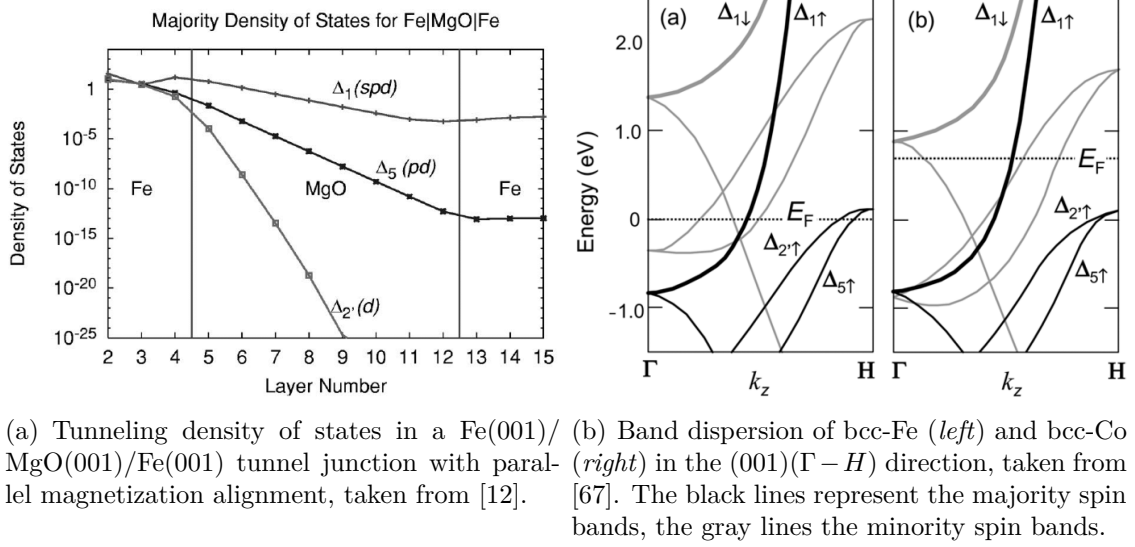 Majority Density of States for Fe|MgO|Fe
Density of States
1
10^-5
10^-10
10^-15
10^-20
10^-25
Δ₁(spd)
Δ₅ (pd)
Δ₂'(d)
Fe
MgO
Fe
2 3 4 5 6 7 8 9 10 11 12 13 14 15
Layer Number
(a)
Δ₁↓
Δ₁↑
2.0
1.0
0
-1.0
Energy (eV)
E_F
Δ₂'↑
Δ₅↑
Γ
k_z
H
(b)
Δ₁↓
Δ₁↑
E_F
Δ₂'↑
Δ₅↑
Γ
k_z
H
(a) Tunneling density of states in a Fe(001)/
MgO(001)/Fe(001) tunnel junction with paral-
lel magnetization alignment, taken from [12].
(b) Band dispersion of bcc-Fe (left) and bcc-Co
(right) in the (001)(Γ − H) direction, taken from
[67]. The black lines represent the majority spin
bands, the gray lines the minority spin bands.